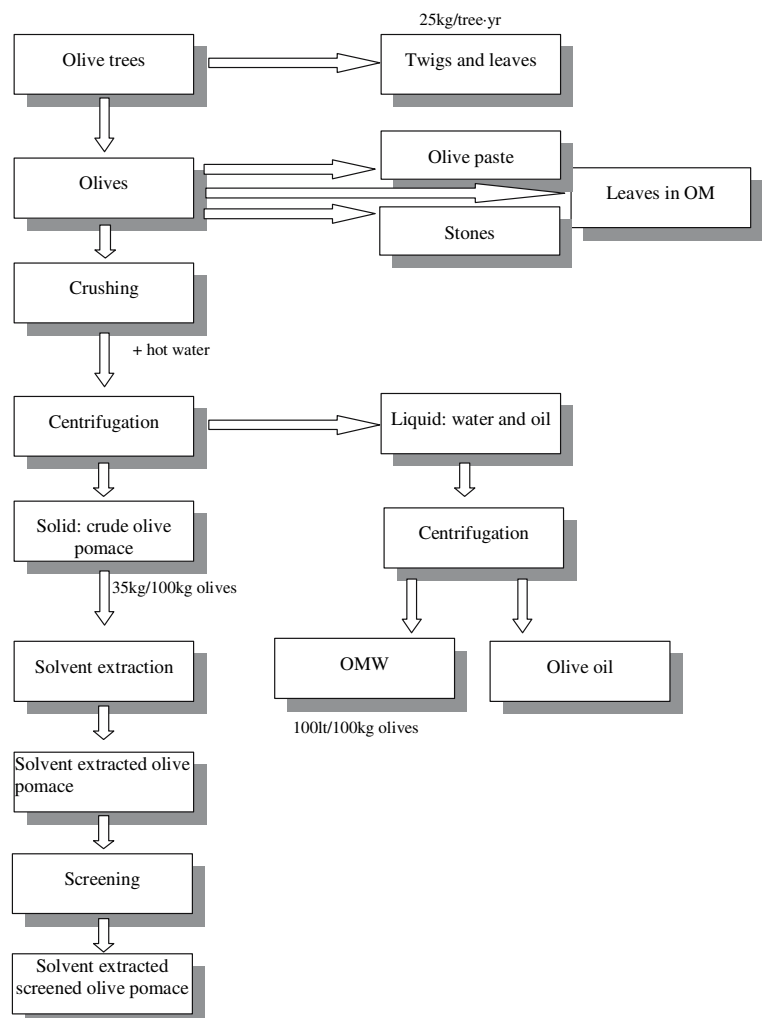 25kg/tree·yr
Olive trees
Twigs and leaves
Olive paste
Olives
Leaves in OM
Stones
Crushing
+ hot water
Centrifugation
Liquid: water and oil
Solid: crude olive
pomace
Centrifugation
35kg/100kg olives
Solvent extraction
OMW
Olive oil
100lt/100kg olives
Solvent extracted olive
pomace
Screening
Solvent extracted
screened olive pomace